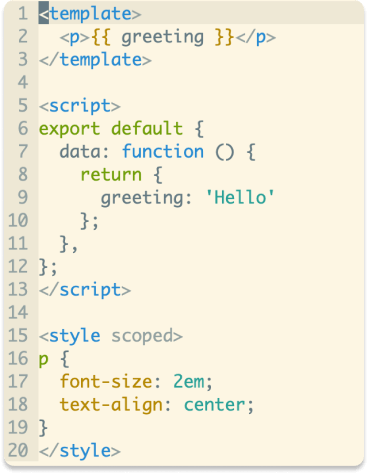 1 <template>
2   <p>{{ greeting }}</p>
3 </template>
4
5 <script>
6 export default {
7   data: function () {
8     return {
9       greeting: 'Hello'
10     };
11   },
12 };
13 </script>
14
15 <style scoped>
16 p {
17   font-size: 2em;
18   text-align: center;
19 }
20 </style>